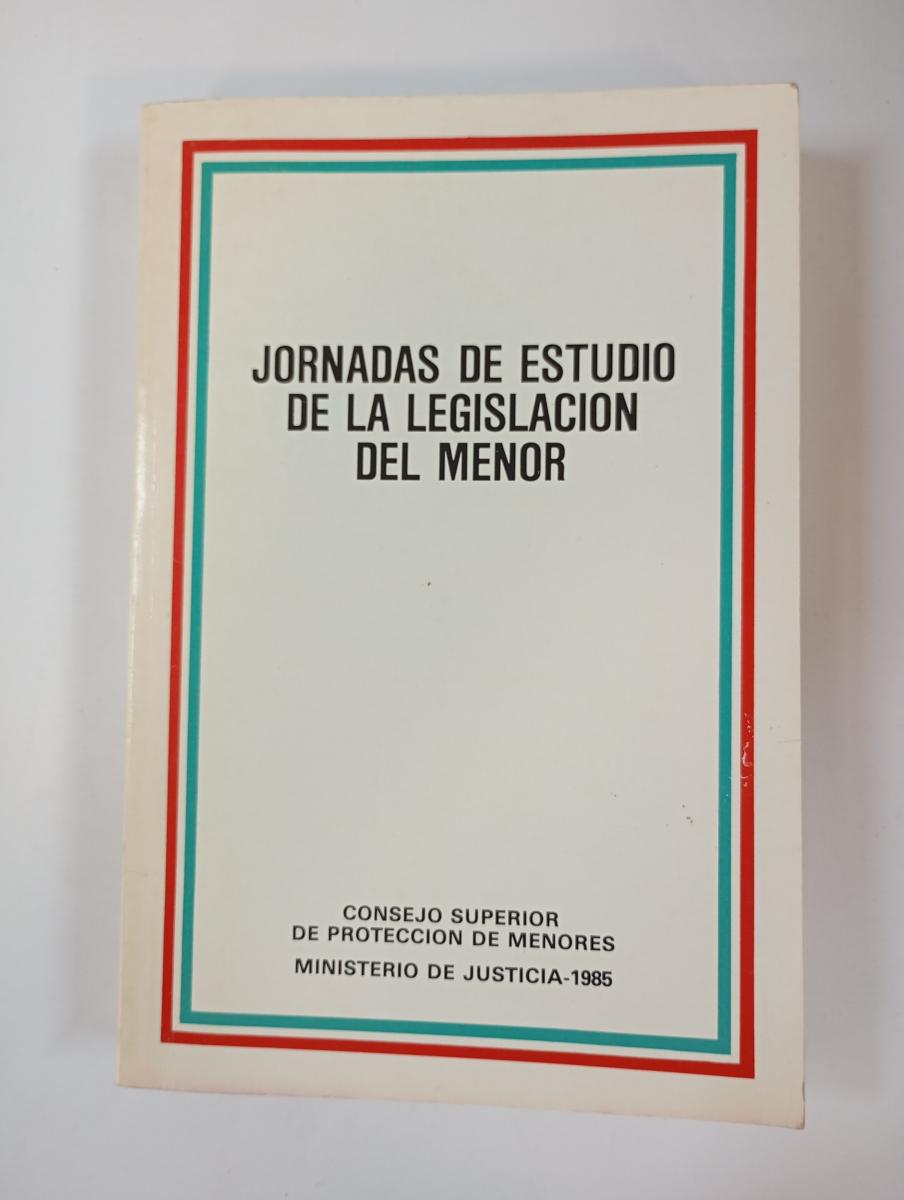 JORNADAS DE ESTUDIO
DE LA LEGISLACION
DEL MENOR
CONSEJO SUPERIOR
DE PROTECCION DE MENORES
MINISTERIO DE JUSTICIA-1985